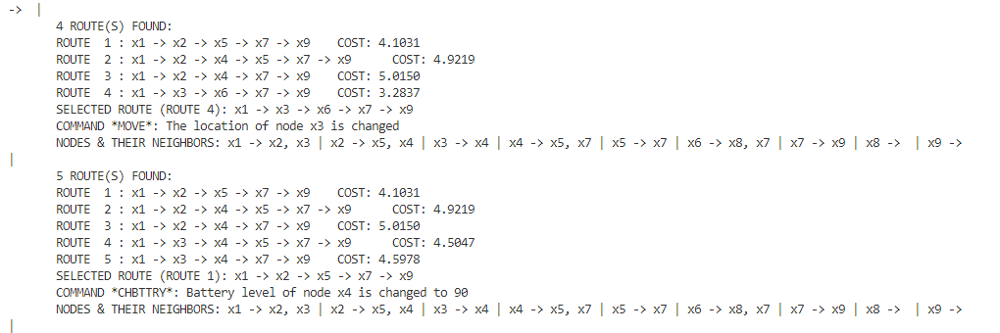 ->  |
4 ROUTE(S) FOUND:
ROUTE  1 : x1 -> x2 -> x5 -> x7 -> x9    COST: 4.1031
ROUTE  2 : x1 -> x2 -> x4 -> x5 -> x7 -> x9      COST: 4.9219
ROUTE  3 : x1 -> x2 -> x4 -> x7 -> x9    COST: 5.0150
ROUTE  4 : x1 -> x3 -> x6 -> x7 -> x9    COST: 3.2837
SELECTED ROUTE (ROUTE 4): x1 -> x3 -> x6 -> x7 -> x9
COMMAND *MOVE*: The location of node x3 is changed
NODES & THEIR NEIGHBORS: x1 -> x2, x3 | x2 -> x5, x4 | x3 -> x4 | x4 -> x5, x7 | x5 -> x7 | x6 -> x8, x7 | x7 -> x9 | x8 ->  | x9 ->
|
5 ROUTE(S) FOUND:
ROUTE  1 : x1 -> x2 -> x5 -> x7 -> x9    COST: 4.1031
ROUTE  2 : x1 -> x2 -> x4 -> x5 -> x7 -> x9      COST: 4.9219
ROUTE  3 : x1 -> x2 -> x4 -> x7 -> x9    COST: 5.0150
ROUTE  4 : x1 -> x3 -> x4 -> x5 -> x7 -> x9      COST: 4.5047
ROUTE  5 : x1 -> x3 -> x4 -> x7 -> x9    COST: 4.5978
SELECTED ROUTE (ROUTE 1): x1 -> x2 -> x5 -> x7 -> x9
COMMAND *CHBTTRY*: Battery level of node x4 is changed to 90
NODES & THEIR NEIGHBORS: x1 -> x2, x3 | x2 -> x5, x4 | x3 -> x4 | x4 -> x5, x7 | x5 -> x7 | x6 -> x8, x7 | x7 -> x9 | x8 ->  | x9 ->
|